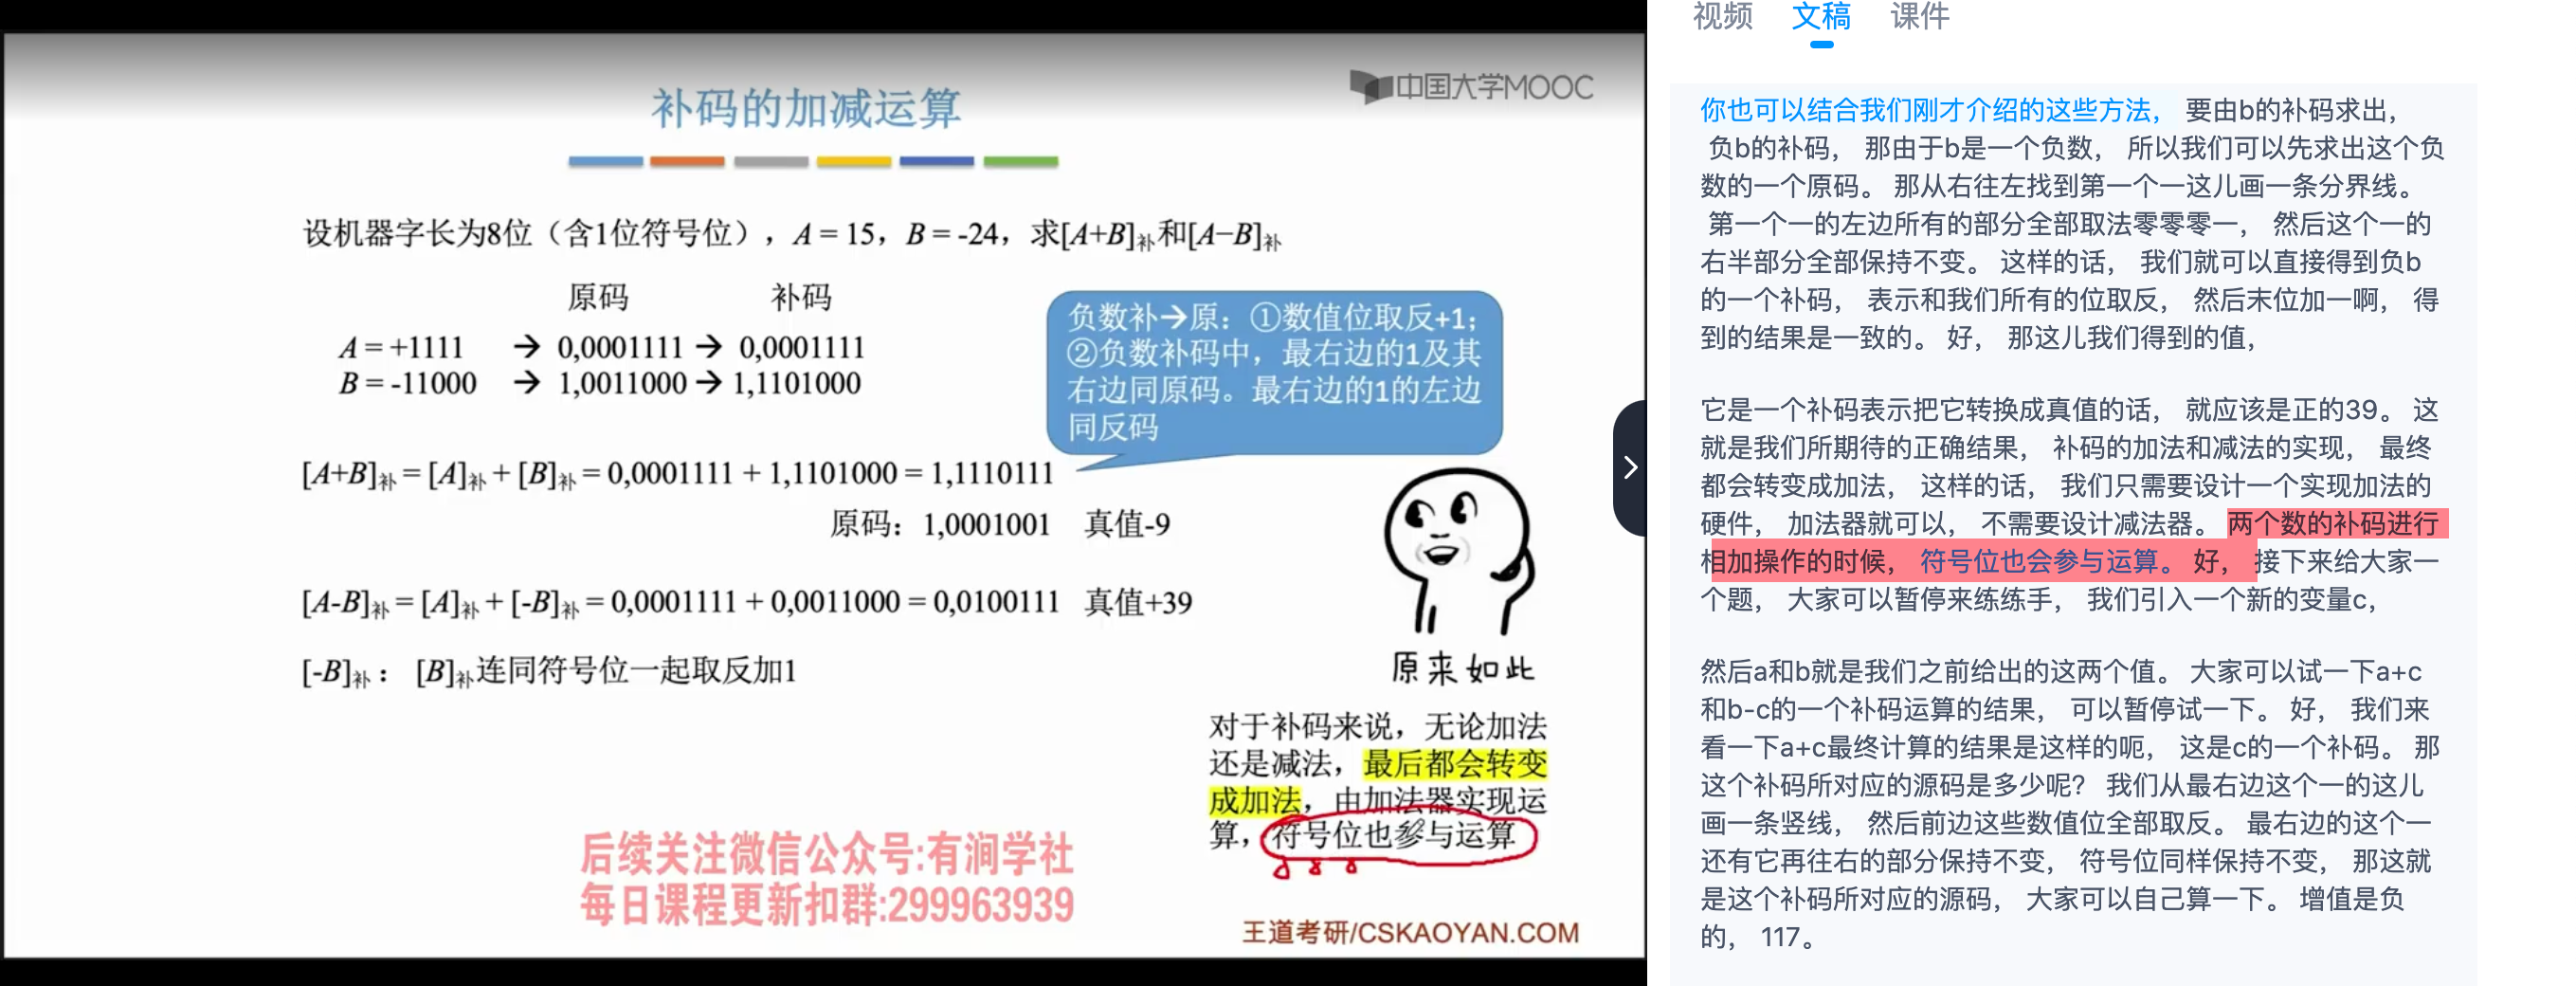 中国大学MOOC
补码的加减运算
设机器字长为8位（含1位符号位），A = 15，B = -24，求[A+B]补和[A−B]补
原码 补码
A = +1111 → 0,0001111 → 0,0001111
B = -11000 → 1,0011000 → 1,1101000
负数补→原：①数值位取反+1；
②负数补码中，最右边的1及其
右边同原码。最右边的1的左边
同反码
[A+B]补 = [A]补 + [B]补 = 0,0001111 + 1,1101000 = 1,1110111
原码：1,0001001 真值-9
[A-B]补 = [A]补 + [-B]补 = 0,0001111 + 0,0011000 = 0,0100111 真值+39
[-B]补： [B]补连同符号位一起取反加1
原来如此
对于补码来说，无论加法
还是减法，最后都会转变
成加法，由加法器实现运
算，符号位也参与运算
后续关注微信公众号:有涧学社
每日课程更新扣群:299963939
王道考研/CSKAOYAN.COM
视频 文稿 课件
你也可以结合我们刚才介绍的这些方法， 要由b的补码求出，
负b的补码， 那由于b是一个负数， 所以我们可以先求出这个负
数的一个原码。 那从右往左找到第一个一这儿画一条分界线。
第一个一的左边所有的部分全部取法零零零一， 然后这个一的
右半部分全部保持不变。 这样的话， 我们就可以直接得到负b
的一个补码， 表示和我们所有的位取反， 然后末位加一啊， 得
到的结果是一致的。 好， 那这儿我们得到的值，
它是一个补码表示把它转换成真值的话， 就应该是正的39。 这
就是我们所期待的正确结果， 补码的加法和减法的实现， 最终
都会转变成加法， 这样的话， 我们只需要设计一个实现加法的
硬件， 加法器就可以， 不需要设计减法器。 两个数的补码进行
相加操作的时候， 符号位也会参与运算。 好， 接下来给大家一
个题， 大家可以暂停来练练手， 我们引入一个新的变量c，
然后a和b就是我们之前给出的这两个值。 大家可以试一下a+c
和b-c的一个补码运算的结果， 可以暂停试一下。 好， 我们来
看一下a+c最终计算的结果是这样的呃， 这是c的一个补码。 那
这个补码所对应的源码是多少呢？ 我们从最右边这个一的这儿
画一条竖线， 然后前边这些数值位全部取反。 最右边的这个一
还有它再往右的部分保持不变， 符号位同样保持不变， 那这就
是这个补码所对应的源码， 大家可以自己算一下。 增值是负
的， 117。